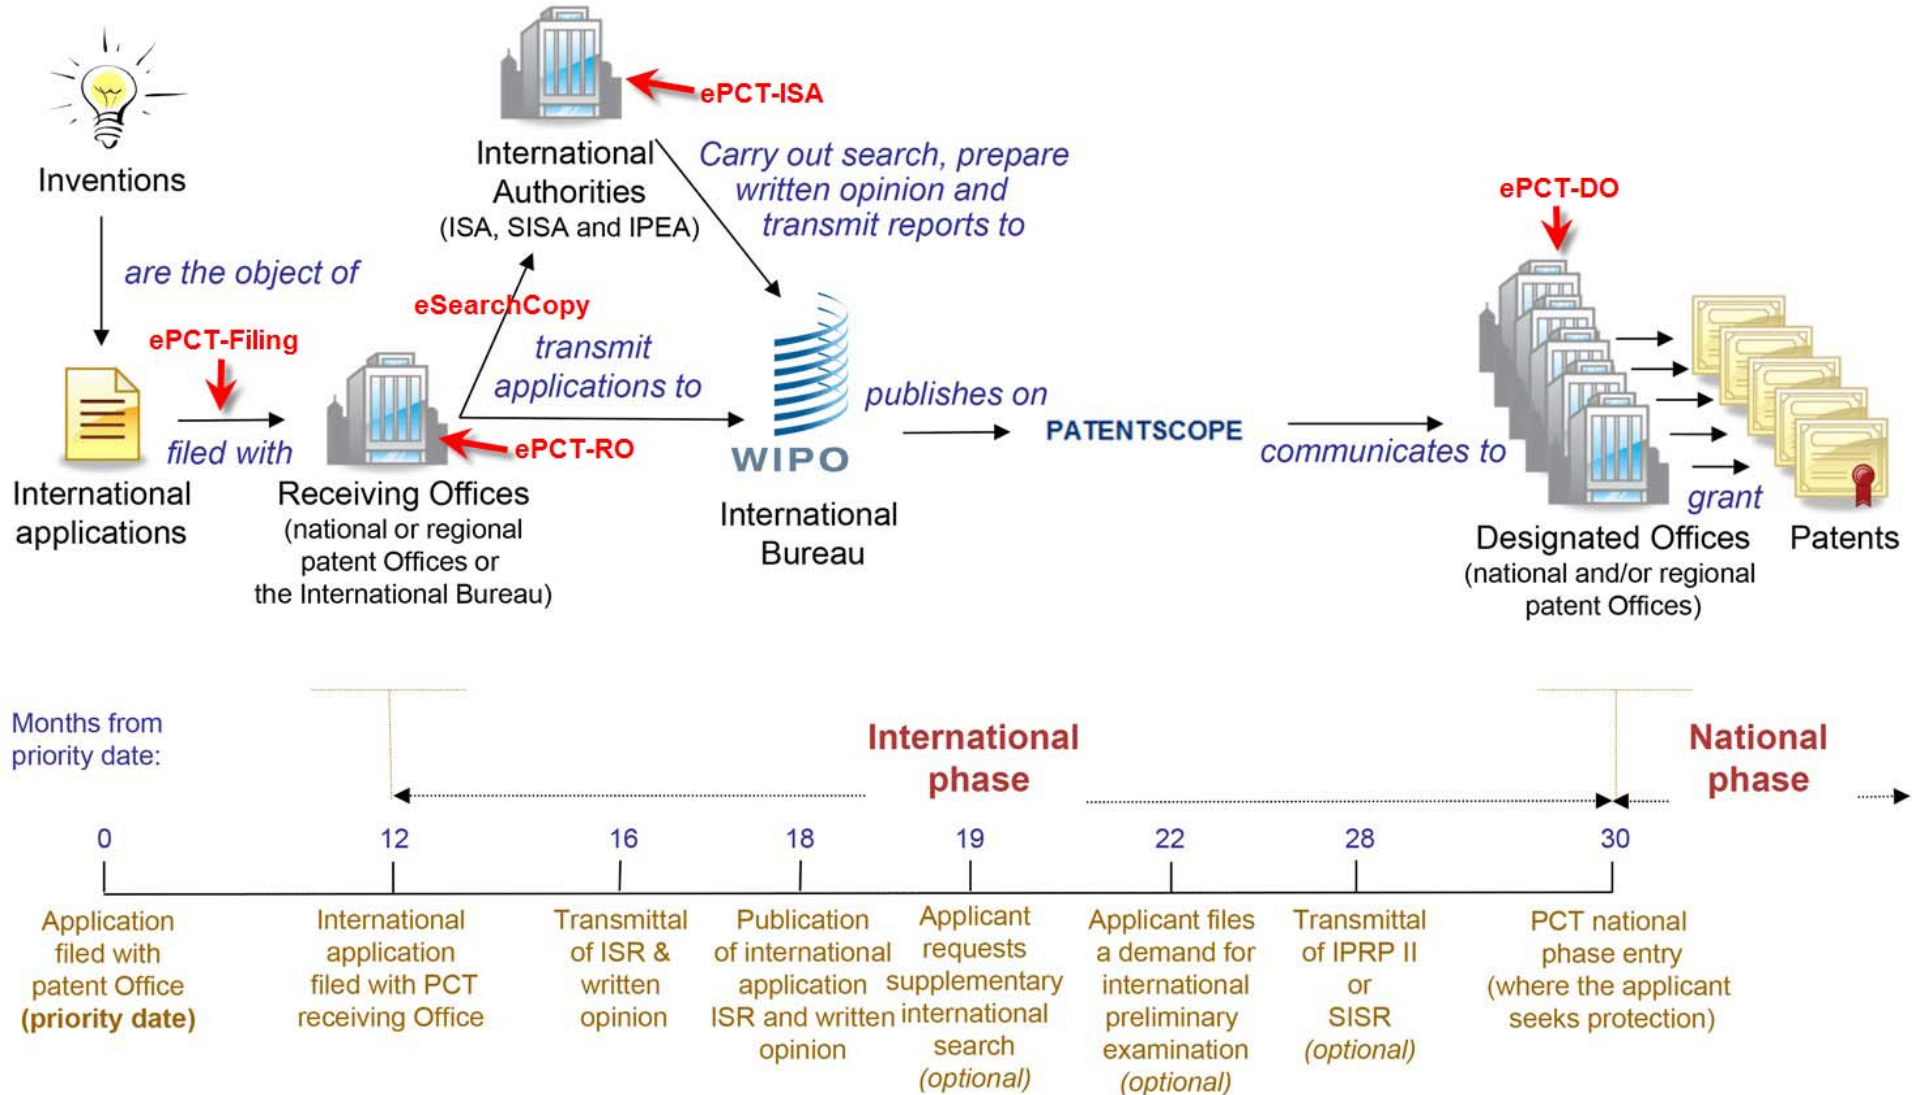 Inventions
are the object of
ePCT-Filing
filed with
International
applications
ePCT-ISA
International
Authorities
(ISA, SISA and IPEA)
Carry out search, prepare
written opinion and
transmit reports to
eSearchCopy
transmit
applications to
ePCT-RO
Receiving Offices
(national or regional
patent Offices or
the International Bureau)
WIPO
International
Bureau
publishes on
PATENTSCOPE
communicates to
ePCT-DO
Designated Offices
(national and/or regional
patent Offices)
grant
Patents
Months from
priority date:
International
phase
National
phase
0
12
16
18
19
22
28
30
Application
filed with
patent Office
(priority date)
International
application
filed with PCT
receiving Office
Transmittal
of ISR &
written
opinion
Publication
of international
application
ISR and written
opinion
Applicant
requests
supplementary
international
search
(optional)
Applicant files
a demand for
international
preliminary
examination
(optional)
Transmittal
of IPRP II
or
SISR
(optional)
PCT national
phase entry
(where the applicant
seeks protection)